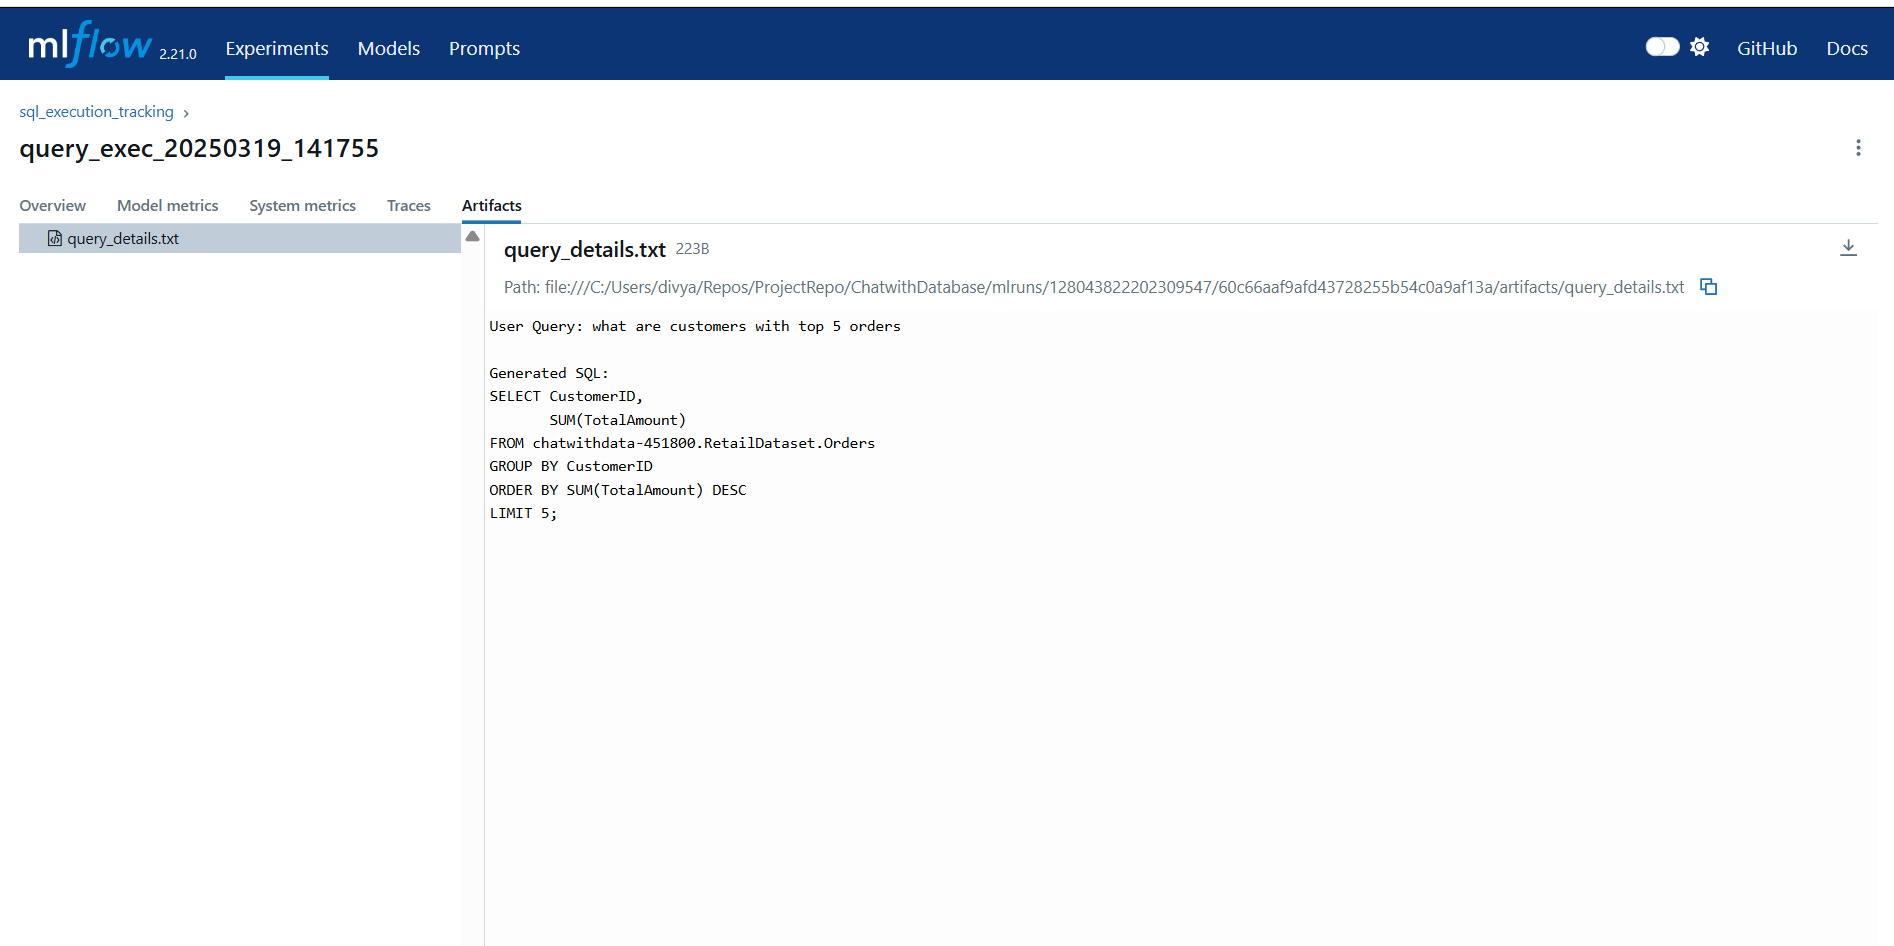 mlflow 2.21.0 Experiments Models Prompts GitHub Docs
sql_execution_tracking
query_exec_20250319_141755
Overview Model metrics System metrics Traces Artifacts
query_details.txt
query_details.txt 223B
Path: file:///C:/Users/divya/Repos/ProjectRepo/ChatwithDatabase/mlruns/128043822202309547/60c66aaf9afd43728255b54c0a9af13a/artifacts/query_details.txt
User Query: what are customers with top 5 orders
Generated SQL:
SELECT CustomerID,
       SUM(TotalAmount)
FROM chatwithdata-451800.RetailDataset.Orders
GROUP BY CustomerID
ORDER BY SUM(TotalAmount) DESC
LIMIT 5;